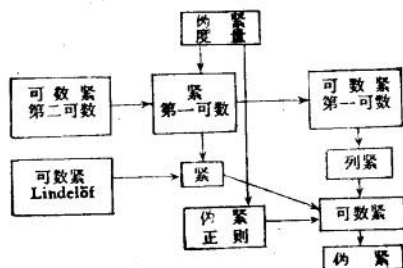 伪 紧
度 量
可 数 紧
第 二 可 数
紧
第 一 可 数
可 数 紧
第 一 可 数
可 数 紧
Lindelöf
紧
列 紧
伪 紧
正 则
可 数 紧
伪 紧